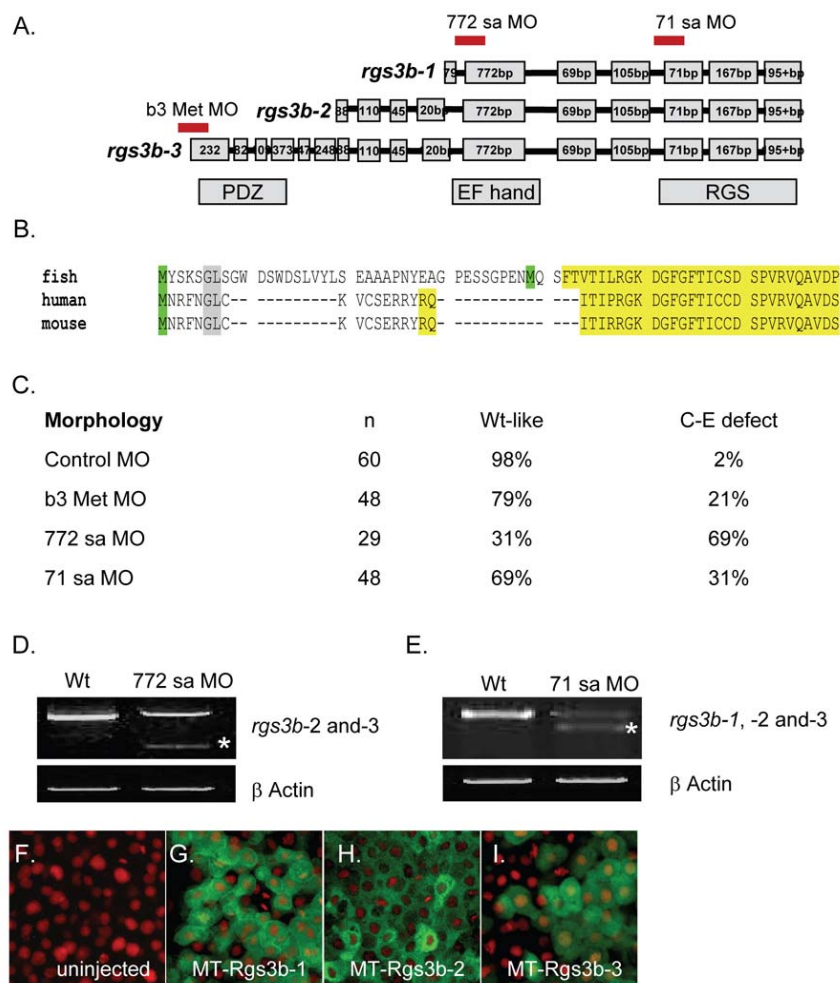 A.
772 sa MO 71 sa MO
rgs3b-1 79 772bp 69bp 105bp 71bp 167bp 95+bp
rgs3b-2 38 110 45 20bp 772bp 69bp 105bp 71bp 167bp 95+bp
b3 Met MO
rgs3b-3 232 82 373 47 248 38 110 45 20bp 772bp 69bp 105bp 71bp 167bp 95+bp
PDZ EF hand RGS
B.
fish MYSKSGLSGW DSWDSLVYLS EAAAPNYEAG PESSGPENMQ SFTVTILRGK DGFGFTICSD SPVRVQAVDP
human MNRFNGLC-- ---------K VCSERRYRQ- ---------- --ITIPRGK DGFGFTICCD SPVRVQAVDS
mouse MNRFNGLC-- ---------K VCSERRYRQ- ---------- --ITIRRGK DGFGFTICCD SPVRVQAVDS
C.
Morphology n Wt-like C-E defect
Control MO 60 98% 2%
b3 Met MO 48 79% 21%
772 sa MO 29 31% 69%
71 sa MO 48 69% 31%
D.
Wt 772 sa MO
rgs3b-2 and-3
*
β Actin
E.
Wt 71 sa MO
rgs3b-1, -2 and-3
*
β Actin
F. G. H. I.
uninjected MT-Rgs3b-1 MT-Rgs3b-2 MT-Rgs3b-3